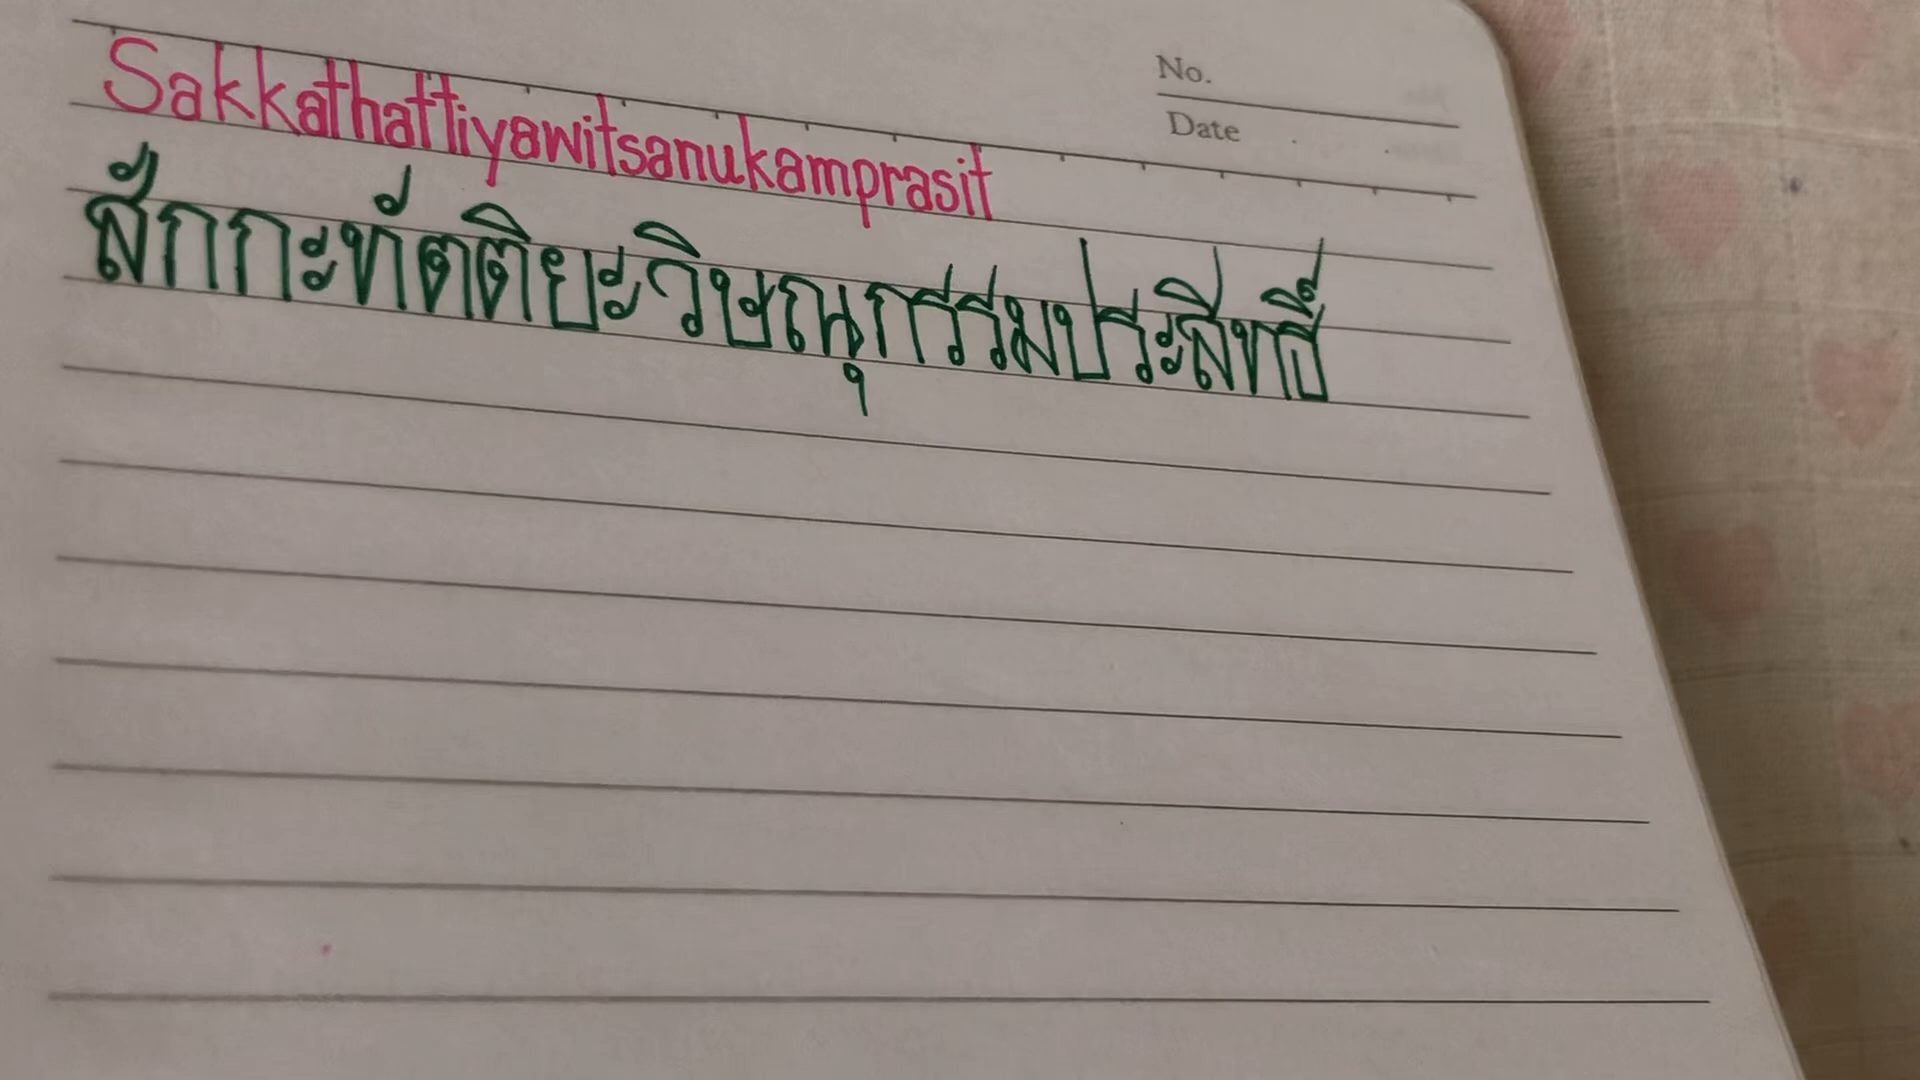 No.
Date
Sakkathattiyawitsanukamprasit
สักกะทัตติยะวิษณุกรรมประสิทธิ์